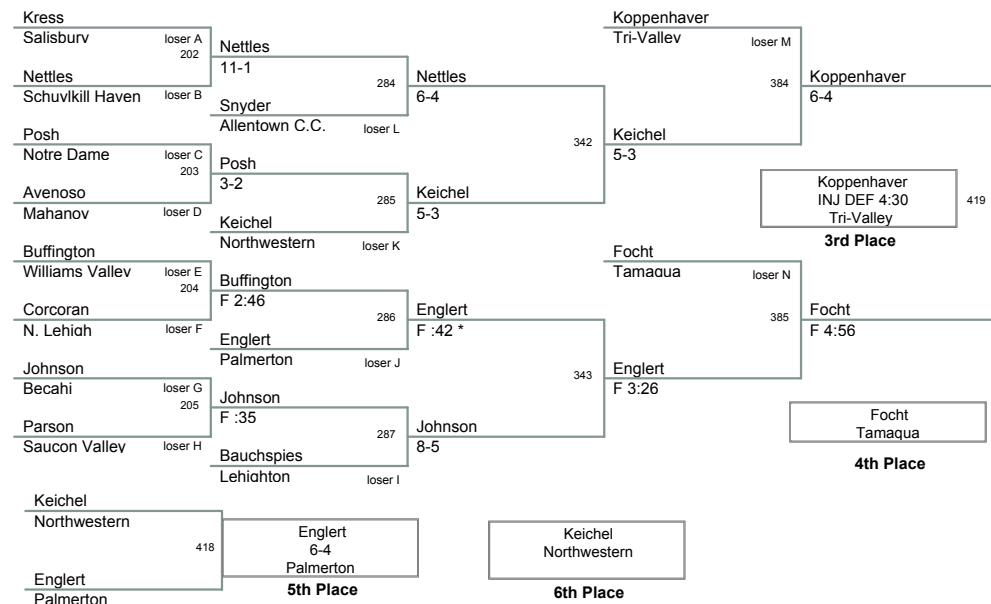 Kress
Salisbury
loser A
202
Nettles
Schuylkill Haven
loser B
Nettles
11-1
284
Snyder
Allentown C.C.
loser L
Posh
Notre Dame
loser C
203
Avenoso
Mahanoy
loser D
Posh
3-2
285
Keichel
Northwestern
loser K
Nettles
6-4
342
Keichel
5-3
Buffington
Williams Valley
loser E
204
Corcoran
N. Lehigh
loser F
Buffington
F 2:46
286
Englert
Palmerton
loser J
Johnson
Becahi
loser G
205
Parson
Saucon Valley
loser H
Johnson
F :35
287
Bauchspies
Lehighton
loser I
Englert
F :42 *
343
Johnson
8-5
Koppenhaver
Tri-Valley
loser M
384
Keichel
5-3
Koppenhaver
6-4
Koppenhaver
INJ DEF 4:30
Tri-Valley
419
3rd Place
Focht
Tamaqua
loser N
385
Englert
F 3:26
Focht
F 4:56
Focht
Tamaqua
4th Place
Keichel
Northwestern
418
Englert
Palmerton
Englert
6-4
Palmerton
5th Place
Keichel
Northwestern
6th Place